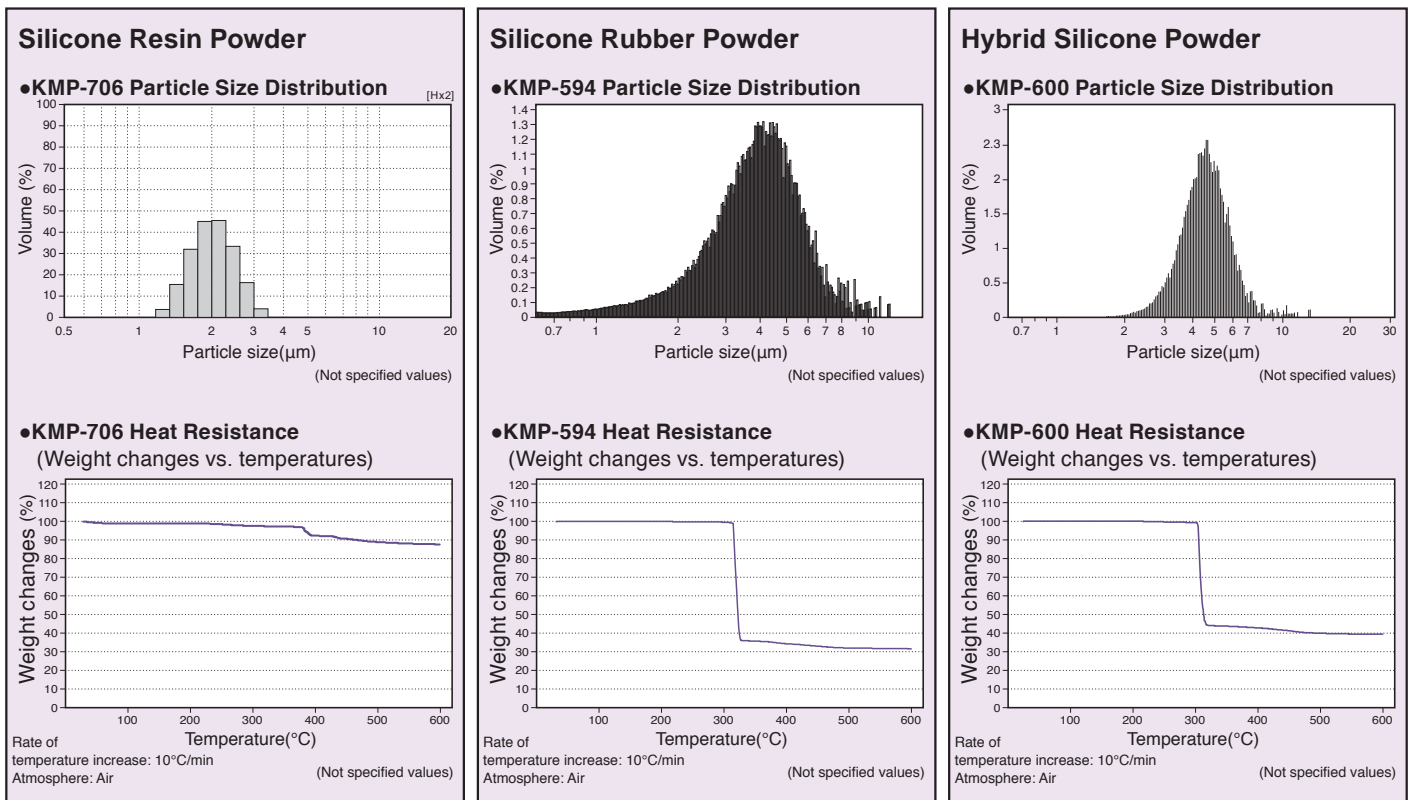 Silicone Resin Powder
●KMP-706 Particle Size Distribution
[Hx2]
Volume (%)
100
90
80
70
60
50
40
30
20
10
0
0.5 1 2 3 4 5 10 20
Particle size(µm)
(Not specified values)
●KMP-706 Heat Resistance
(Weight changes vs. temperatures)
Weight changes (%)
120
110
100
90
80
70
60
50
40
30
20
10
0
100 200 300 400 500 600
Temperature(°C)
Rate of
temperature increase: 10°C/min
Atmosphere: Air
(Not specified values)
Silicone Rubber Powder
●KMP-594 Particle Size Distribution
Volume (%)
1.4
1.3
1.2
1.1
1
0.9
0.8
0.7
0.6
0.5
0.4
0.3
0.2
0.1
0
0.7 1 2 3 4 5 6 7 8 10
Particle size(µm)
(Not specified values)
●KMP-594 Heat Resistance
(Weight changes vs. temperatures)
Weight changes (%)
120
110
100
90
80
70
60
50
40
30
20
10
0
100 200 300 400 500 600
Temperature(°C)
Rate of
temperature increase: 10°C/min
Atmosphere: Air
(Not specified values)
Hybrid Silicone Powder
●KMP-600 Particle Size Distribution
Volume (%)
3
2.3
2
1.5
1
0.5
0
0.7 1 2 3 4 5 6 7 10 20 30
Particle size(µm)
(Not specified values)
●KMP-600 Heat Resistance
(Weight changes vs. temperatures)
Weight changes (%)
120
110
100
90
80
70
60
50
40
30
20
10
0
100 200 300 400 500 600
Temperature(°C)
Rate of
temperature increase: 10°C/min
Atmosphere: Air
(Not specified values)